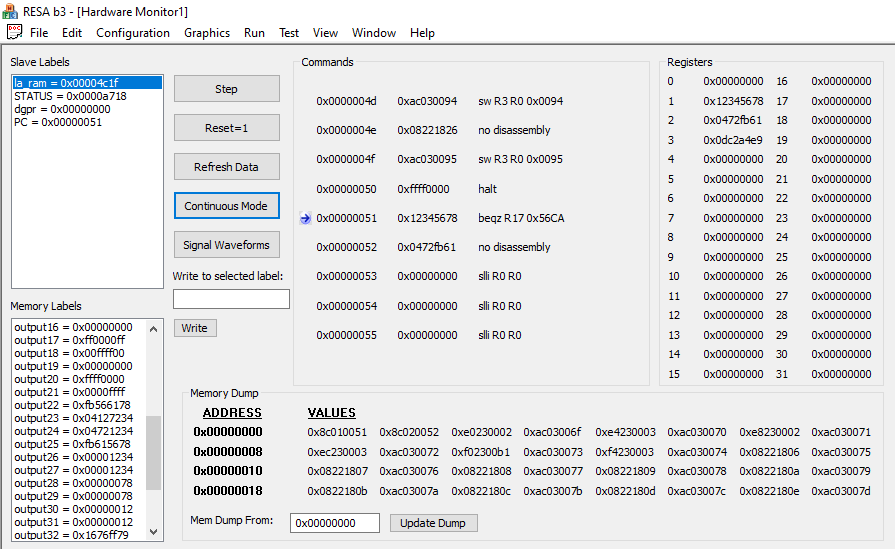 RESA b3 - [Hardware Monitor1]
File Edit Configuration Graphics Run Test View Window Help
Slave Labels
la_ram = 0x00004c1f
STATUS = 0x0000a718
dgpr = 0x00000000
PC = 0x00000051
Step
Reset=1
Refresh Data
Continuous Mode
Signal Waveforms
Write to selected label:
Write
Commands
0x0000004d 0xac030094 sw R3 R0 0x0094
0x0000004e 0x08221826 no disassembly
0x0000004f 0xac030095 sw R3 R0 0x0095
0x00000050 0xffff0000 halt
0x00000051 0x12345678 beqz R17 0x56CA
0x00000052 0x0472fb61 no disassembly
0x00000053 0x00000000 slli R0 R0
0x00000054 0x00000000 slli R0 R0
0x00000055 0x00000000 slli R0 R0
Registers
0 0x00000000 16 0x00000000
1 0x12345678 17 0x00000000
2 0x0472fb61 18 0x00000000
3 0x0dc2a4e9 19 0x00000000
4 0x00000000 20 0x00000000
5 0x00000000 21 0x00000000
6 0x00000000 22 0x00000000
7 0x00000000 23 0x00000000
8 0x00000000 24 0x00000000
9 0x00000000 25 0x00000000
10 0x00000000 26 0x00000000
11 0x00000000 27 0x00000000
12 0x00000000 28 0x00000000
13 0x00000000 29 0x00000000
14 0x00000000 30 0x00000000
15 0x00000000 31 0x00000000
Memory Labels
output16 = 0x00000000
output17 = 0xff0000ff
output18 = 0x00ffff00
output19 = 0x00000000
output20 = 0xffff0000
output21 = 0x0000ffff
output22 = 0xfb566178
output23 = 0x04127234
output24 = 0x04721234
output25 = 0xfb615678
output26 = 0x00001234
output27 = 0x00001234
output28 = 0x00000078
output29 = 0x00000078
output30 = 0x00000012
output31 = 0x00000012
output32 = 0x1676ff79
Memory Dump
ADDRESS VALUES
0x00000000 0x8c010051 0x8c020052 0xe0230002 0xac03006f 0xe4230003 0xac030070 0xe8230002 0xac030071
0x00000008 0xec230003 0xac030072 0xf02300b1 0xac030073 0xf4230003 0xac030074 0x08221806 0xac030075
0x00000010 0x08221807 0xac030076 0x08221808 0xac030077 0x08221809 0xac030078 0x0822180a 0xac030079
0x00000018 0x0822180b 0xac03007a 0x0822180c 0xac03007b 0x0822180d 0xac03007c 0x0822180e 0xac03007d
Mem Dump From: 0x00000000 Update Dump